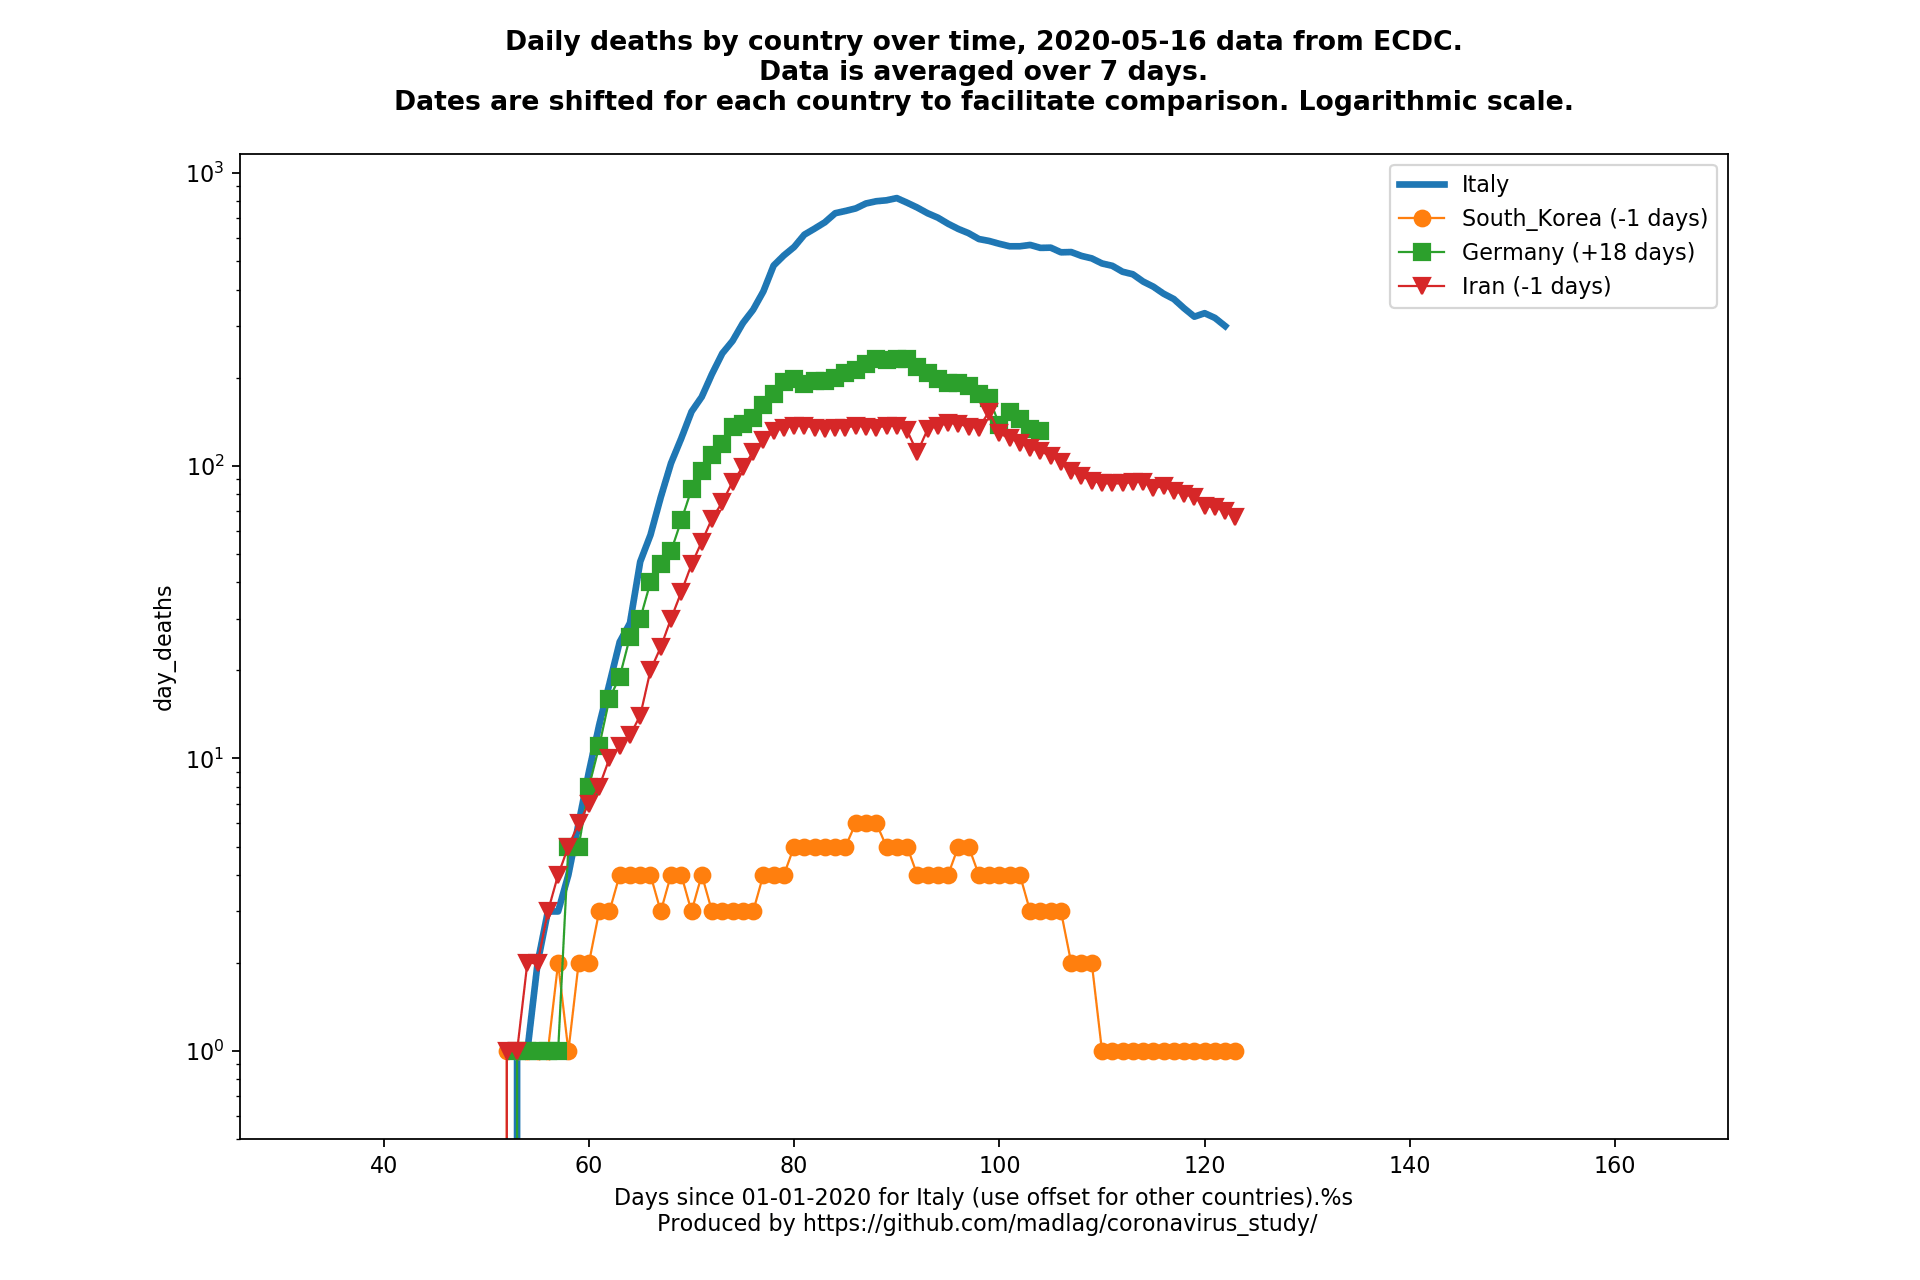 Daily deaths by country over time, 2020-05-16 data from ECDC.
Data is averaged over 7 days.
Dates are shifted for each country to facilitate comparison. Logarithmic scale.
10³
10²
10¹
10⁰
day_deaths
Italy
South_Korea (-1 days)
Germany (+18 days)
Iran (-1 days)
40 60 80 100 120 140 160
Days since 01-01-2020 for Italy (use offset for other countries).%s
Produced by https://github.com/madlag/coronavirus_study/